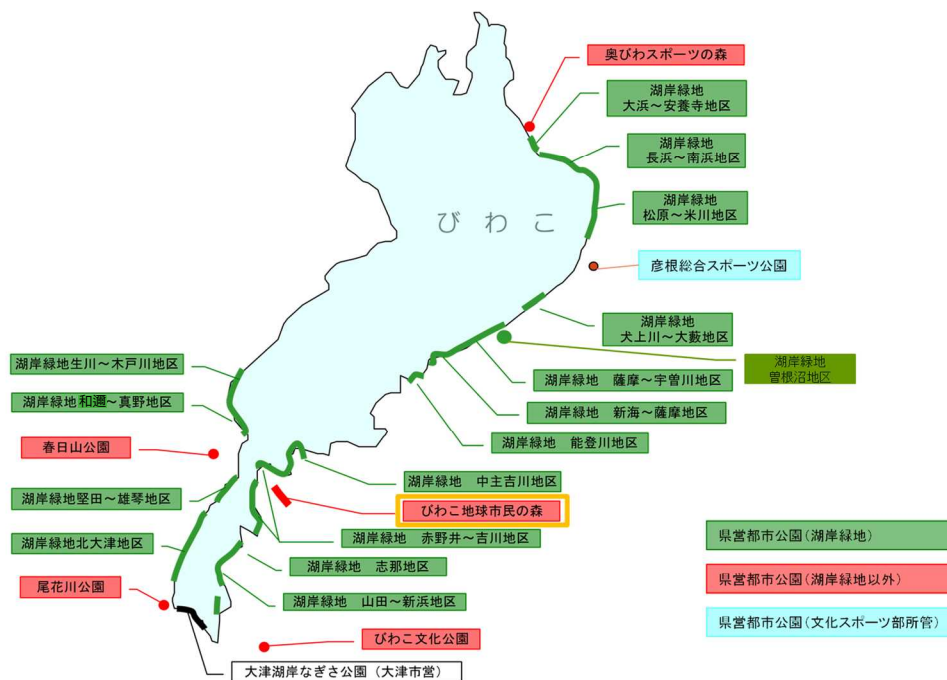 奥びわスポーツの森
湖岸緑地
大浜～安養寺地区
湖岸緑地
長浜～南浜地区
湖岸緑地
松原～米川地区
びわこ
彦根総合スポーツ公園
湖岸緑地
犬上川～大藪地区
湖岸緑地
曽根沼地区
湖岸緑地生川～木戸川地区
湖岸緑地　薩摩～宇曽川地区
湖岸緑地和邇～真野地区
湖岸緑地　新海～薩摩地区
春日山公園
湖岸緑地　能登川地区
湖岸緑地　中主吉川地区
湖岸緑地堅田～雄琴地区
びわこ地球市民の森
湖岸緑地北大津地区
湖岸緑地　赤野井～吉川地区
湖岸緑地　志那地区
尾花川公園
湖岸緑地　山田～新浜地区
びわこ文化公園
大津湖岸なぎさ公園（大津市営）
県営都市公園（湖岸緑地）
県営都市公園（湖岸緑地以外）
県営都市公園（文化スポーツ部所管）